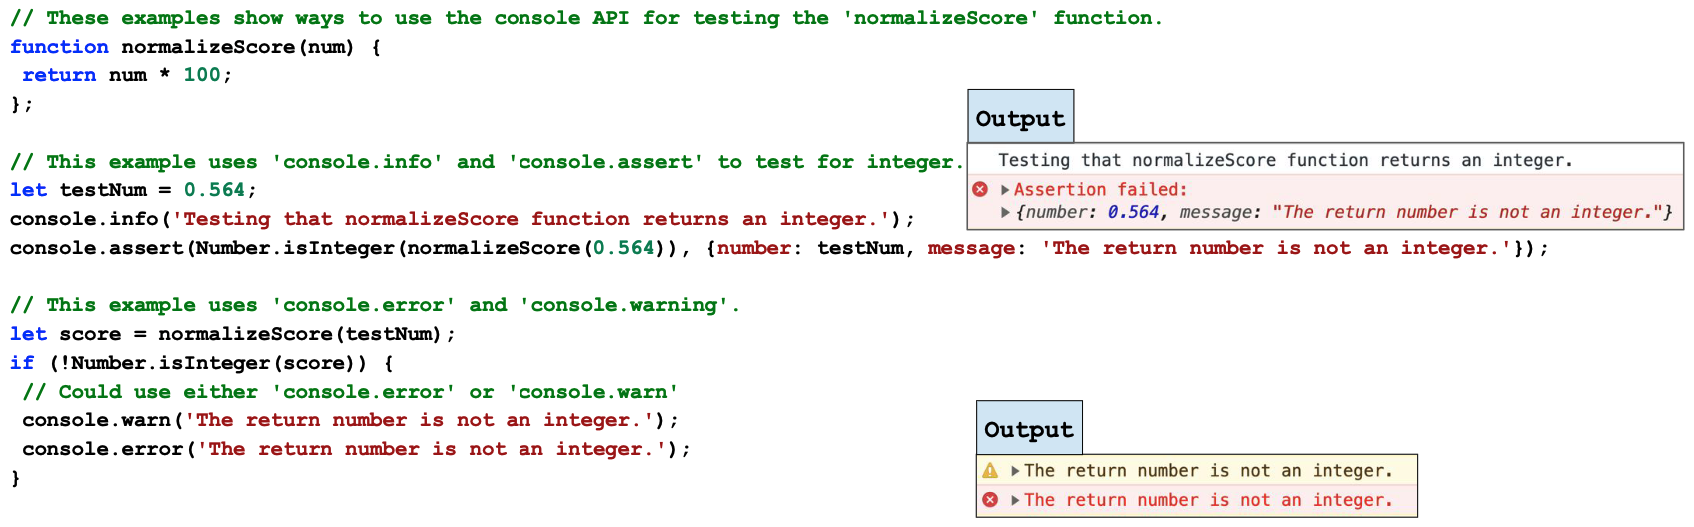 // These examples show ways to use the console API for testing the 'normalizeScore' function.
function normalizeScore(num) {
 return num * 100;
};
// This example uses 'console.info' and 'console.assert' to test for integer.
let testNum = 0.564;
console.info('Testing that normalizeScore function returns an integer.');
console.assert(Number.isInteger(normalizeScore(0.564)), {number: testNum, message: 'The return number is not an integer.'});
Output
Testing that normalizeScore function returns an integer.
Assertion failed:
{number: 0.564, message: "The return number is not an integer."}
// This example uses 'console.error' and 'console.warning'.
let score = normalizeScore(testNum);
if (!Number.isInteger(score)) {
 // Could use either 'console.error' or 'console.warn'
 console.warn('The return number is not an integer.');
 console.error('The return number is not an integer.');
}
Output
The return number is not an integer.
The return number is not an integer.